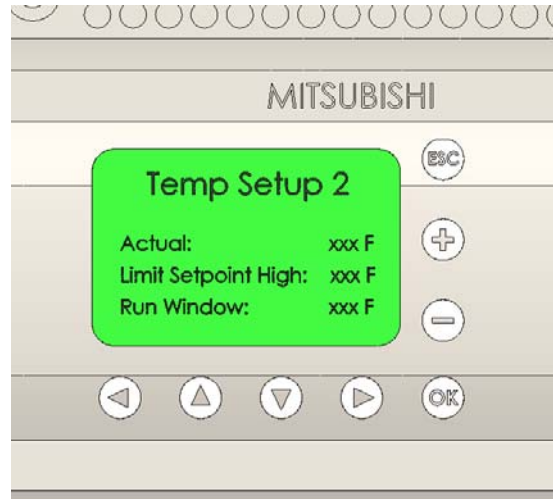 MITSUBISHI
ESC
Temp Setup 2
Actual: xxx F
Limit Setpoint High: xxx F
Run Window: xxx F
OK